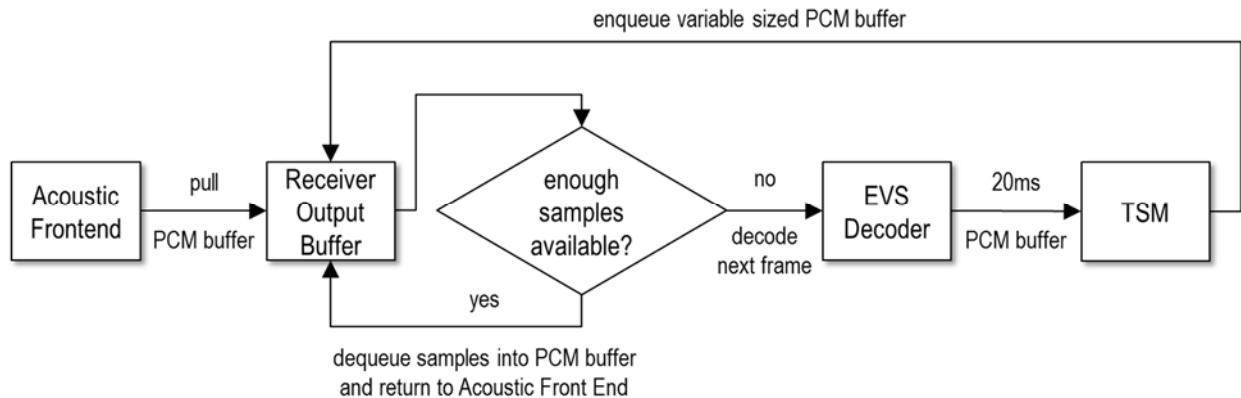 enqueue variable sized PCM buffer
Acoustic
Frontend
pull
PCM buffer
Receiver
Output
Buffer
enough
samples
available?
no
decode
next frame
EVS
Decoder
20ms
PCM buffer
TSM
yes
dequeue samples into PCM buffer
and return to Acoustic Front End